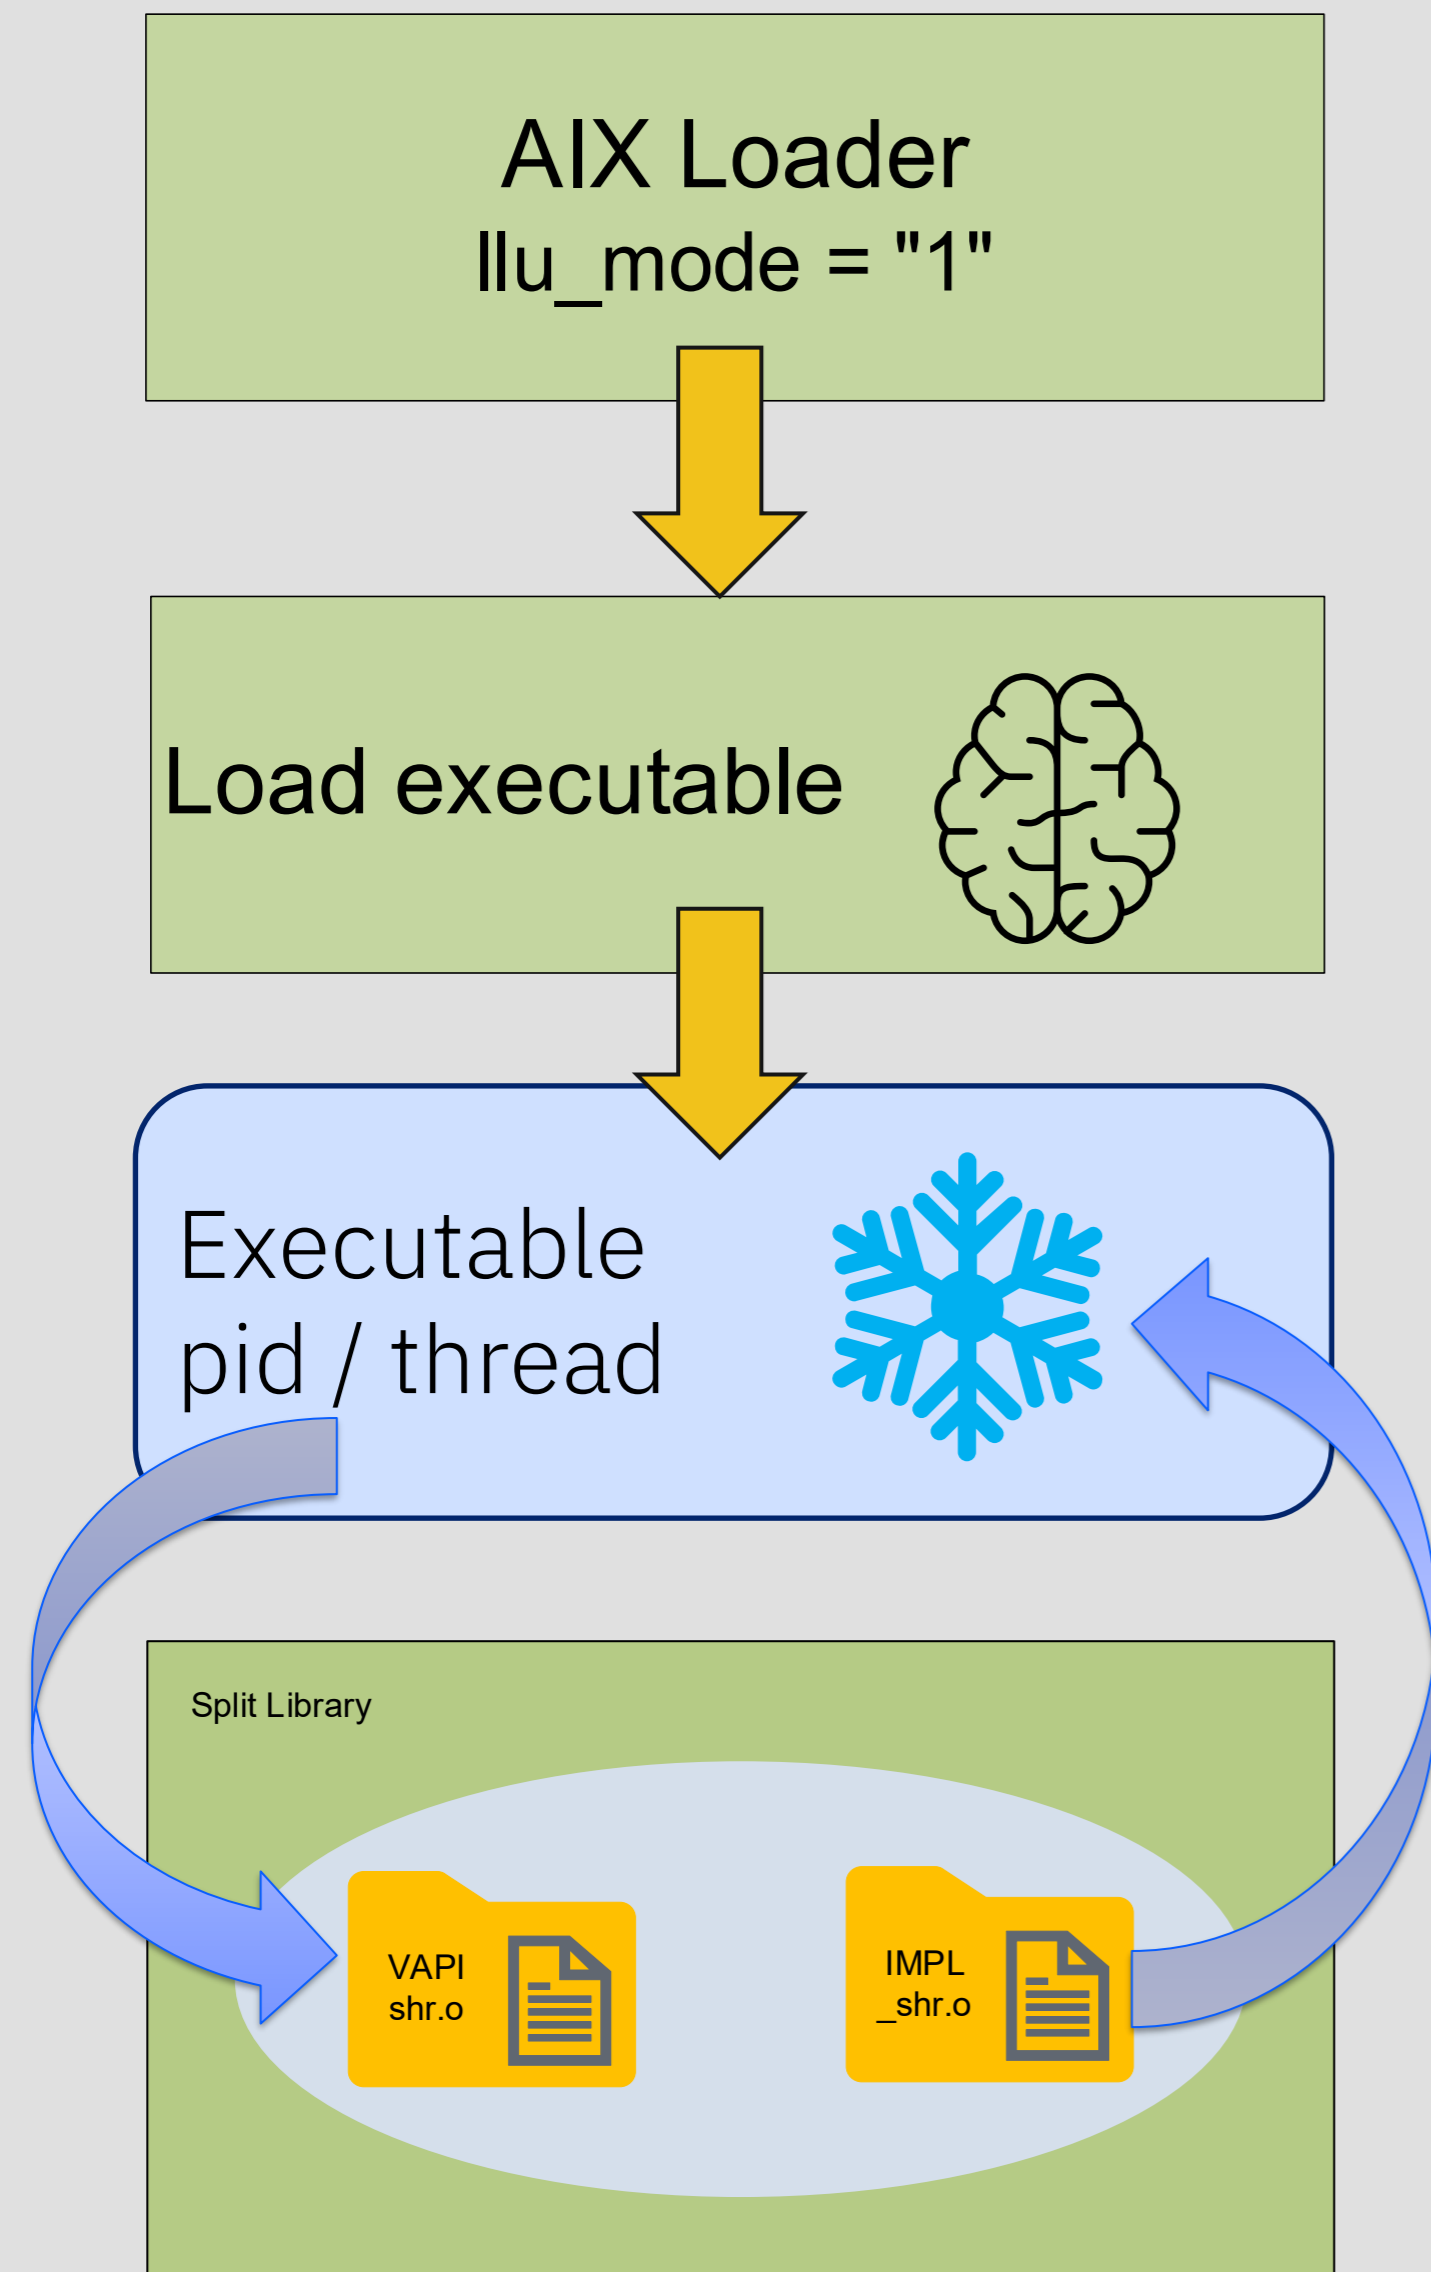 AIX Loader
llu_mode = "1"
Load executable
Executable
pid / thread
Split Library
VAPI
shr.o
IMPL
_shr.o